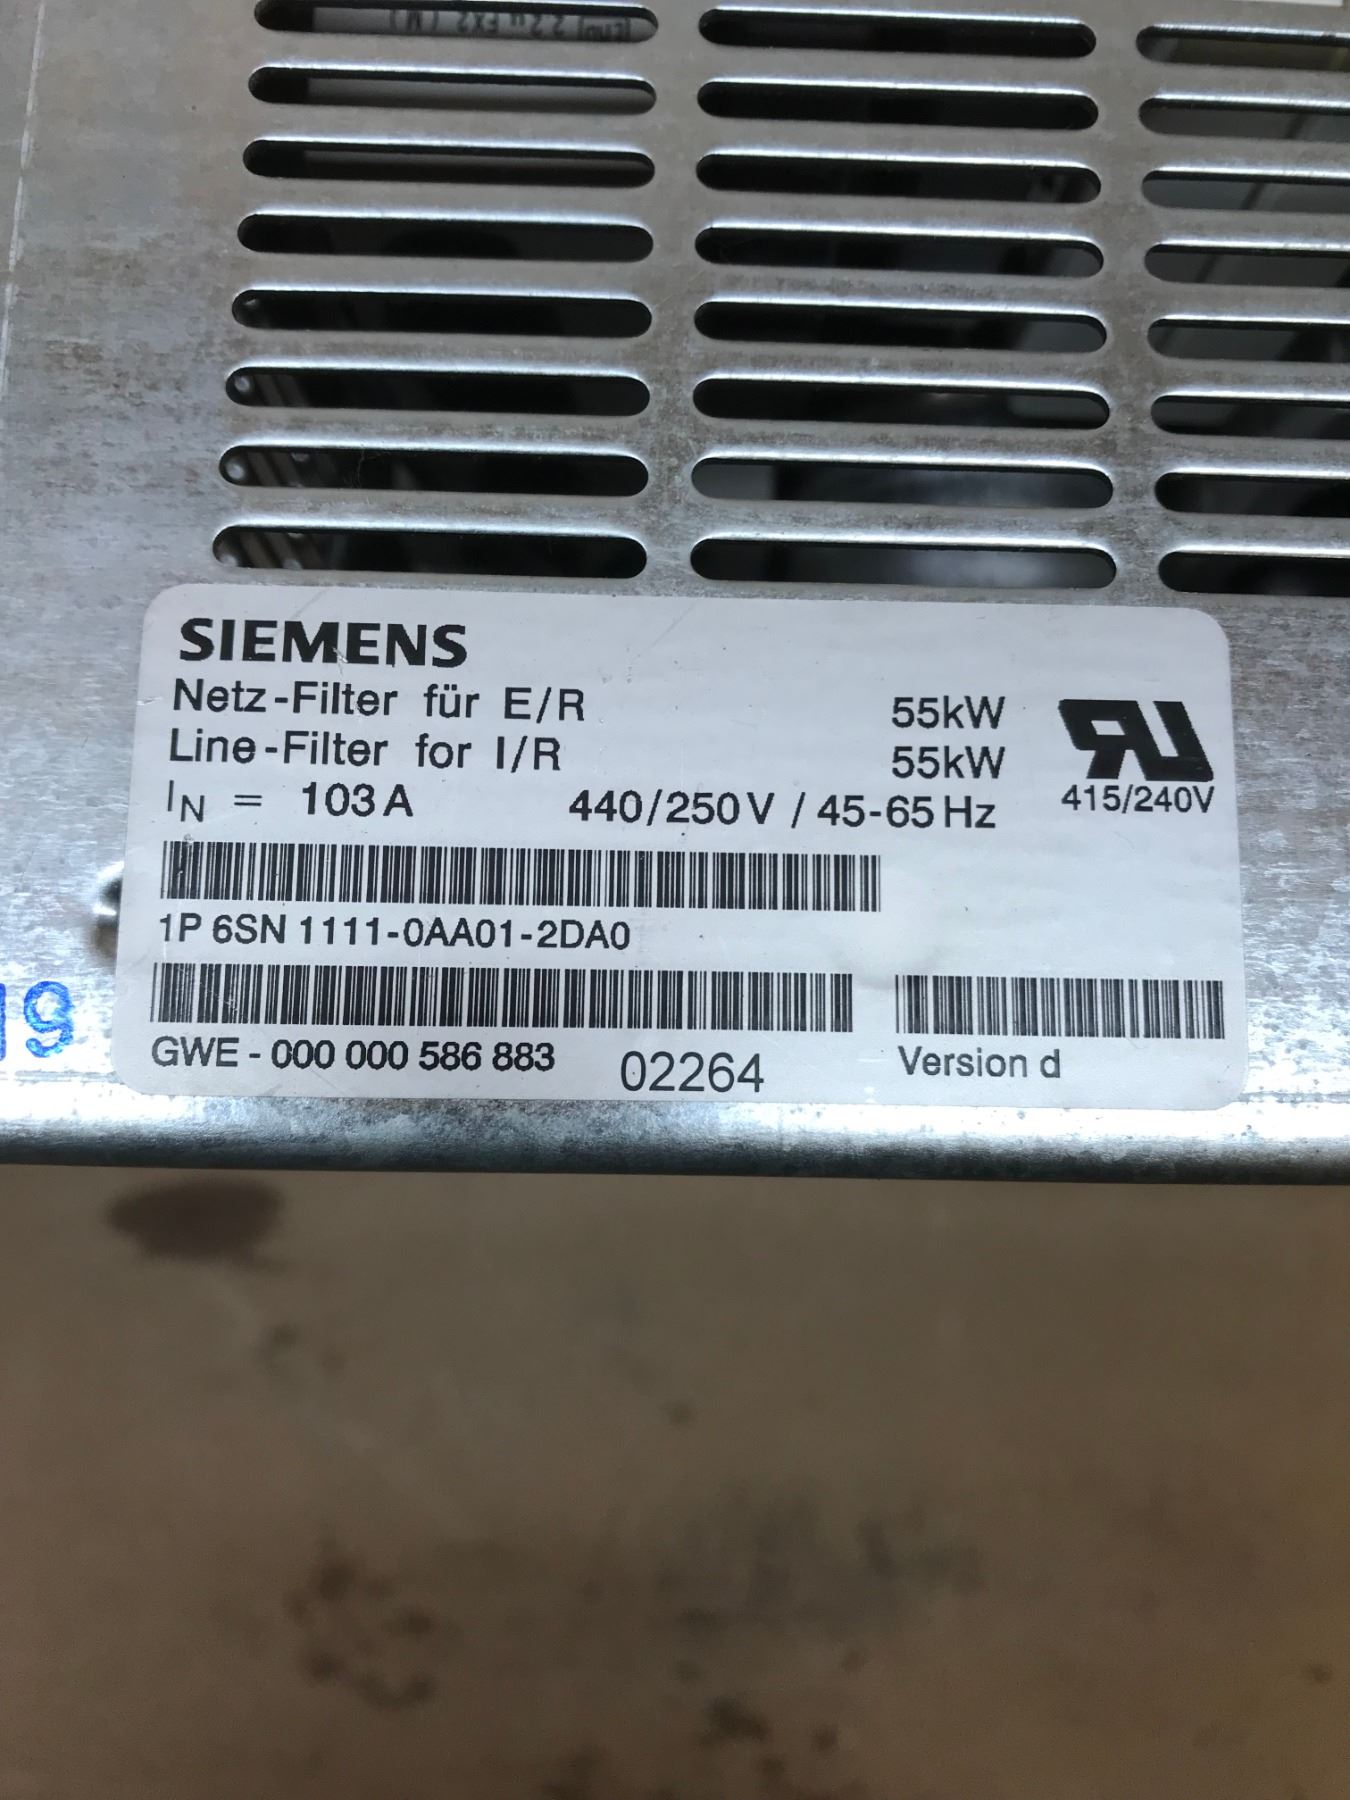 SIEMENS
Netz-Filter für E/R 55kW
Line-Filter for I/R 55kW
IN = 103A 440/250V / 45-65Hz 415/240V
1P 6SN 1111-0AA01-2DA0
GWE - 000 000 586 883 02264 Version d
19